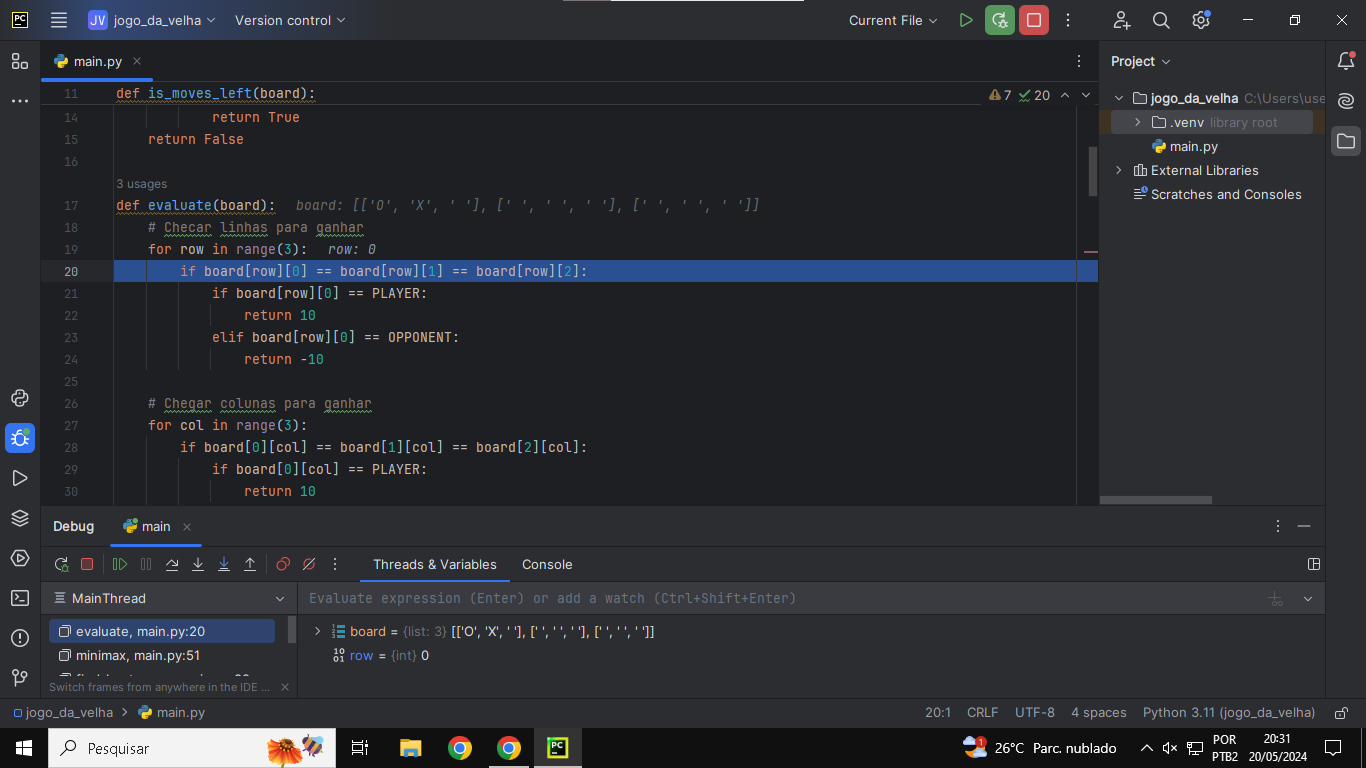 PC
JV jogo_da_velha Version control Current File
main.py
Project
11 def is_moves_left(board): 7 20
14 return True
15 return False
16
3 usages
17 def evaluate(board): board: [['O', 'X', ' '], [' ', ' ', ' '], [' ', ' ', ' ']]
18 # Checar linhas para ganhar
19 for row in range(3): row: 0
20 if board[row][0] == board[row][1] == board[row][2]:
21 if board[row][0] == PLAYER:
22 return 10
23 elif board[row][0] == OPPONENT:
24 return -10
25
26 # Chegar colunas para ganhar
27 for col in range(3):
28 if board[0][col] == board[1][col] == board[2][col]:
29 if board[0][col] == PLAYER:
30 return 10
jogo_da_velha C:\Users\use
.venv library root
main.py
External Libraries
Scratches and Consoles
Debug main
Threads & Variables Console
MainThread
Evaluate expression (Enter) or add a watch (Ctrl+Shift+Enter)
evaluate, main.py:20
minimax, main.py:51
Switch frames from anywhere in the IDE ...
board = {list: 3} [['O', 'X', ' '], [' ', ' ', ' '], [' ', ' ', ' ']]
10
01 row = {int} 0
jogo_da_velha main.py 20:1 CRLF UTF-8 4 spaces Python 3.11 (jogo_da_velha)
Pesquisar
PC
1 26°C Parc. nublado
POR
PTB2
20:31
20/05/2024